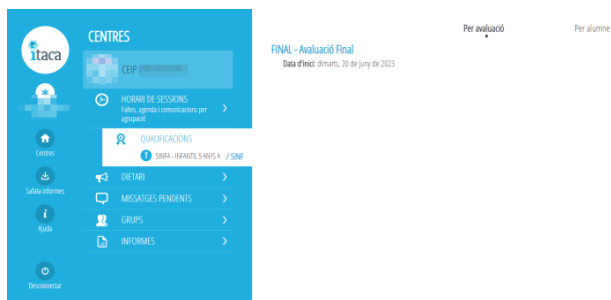 itaca
Centres
Safata informes
Ajuda
Desconnectar
CENTRES
CEIP
HORARI DE SESSIONS
Faltes, agenda i comunicacions per
agrupació
QUALIFICACIONS
T SINFA - INFANTIL 5 ANYS A / SINF
DIETARI
MISSATGES PENDENTS
GRUPS
INFORMES
Per avaluació
Per alumne
FINAL - Avaluació Final
Data d'inici: dimarts, 20 de juny de 2023